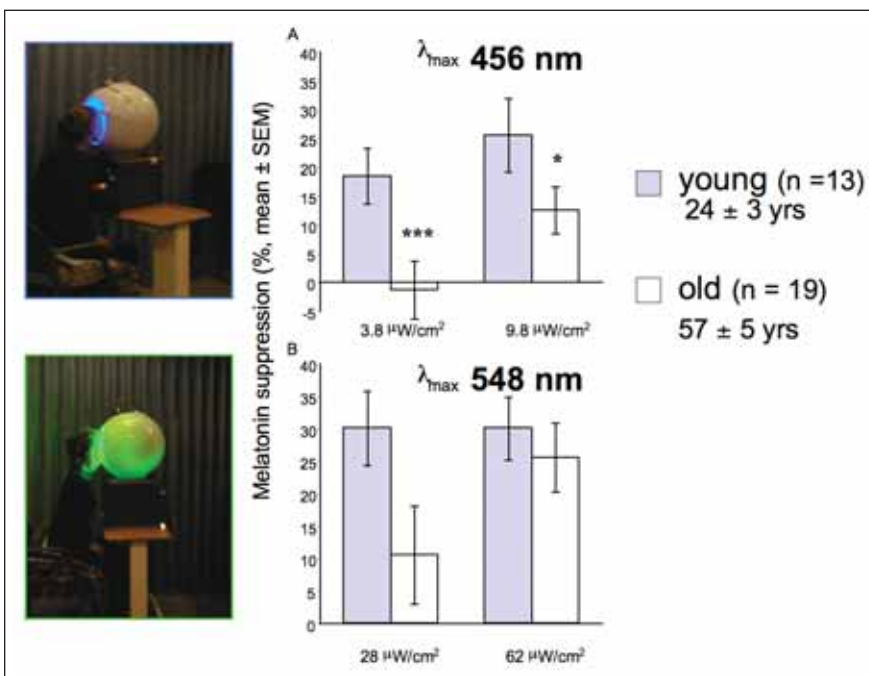 A
λmax 456 nm
40
35
30
25
20
15
10
5
0
-5
***
*
3.8 μW/cm²
9.8 μW/cm²
Melatonin suppression (%, mean ± SEM)
B
λmax 548 nm
40
35
30
25
20
15
10
5
0
28 μW/cm²
62 μW/cm²
young (n =13)
24 ± 3 yrs
old (n = 19)
57 ± 5 yrs